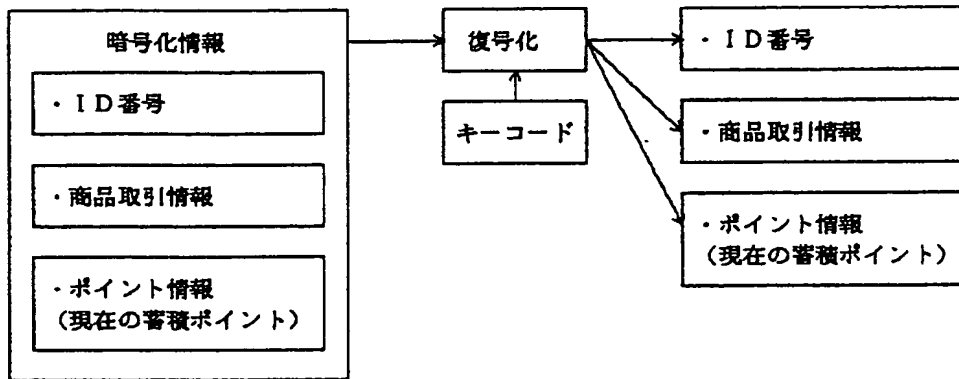 暗号化情報
・ＩＤ番号
・商品取引情報
・ポイント情報
（現在の蓄積ポイント）
復号化
キーコード
・ＩＤ番号
・商品取引情報
・ポイント情報
（現在の蓄積ポイント）